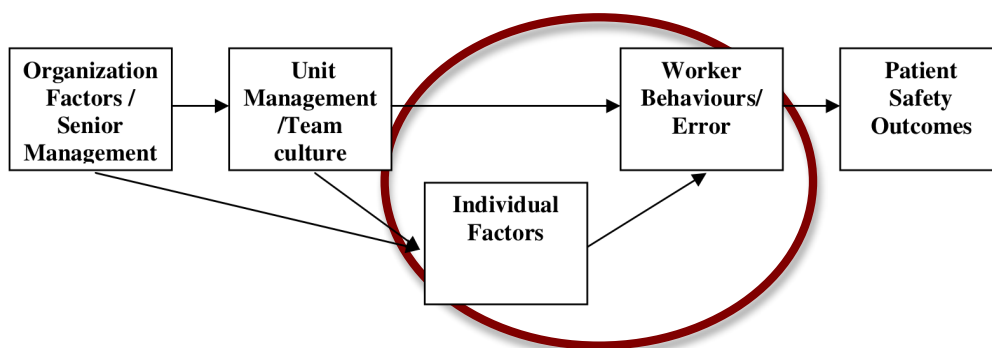 Organization
Factors /
Senior
Management
Unit
Management
/Team
culture
Worker
Behaviours/
Error
Patient
Safety
Outcomes
Individual
Factors